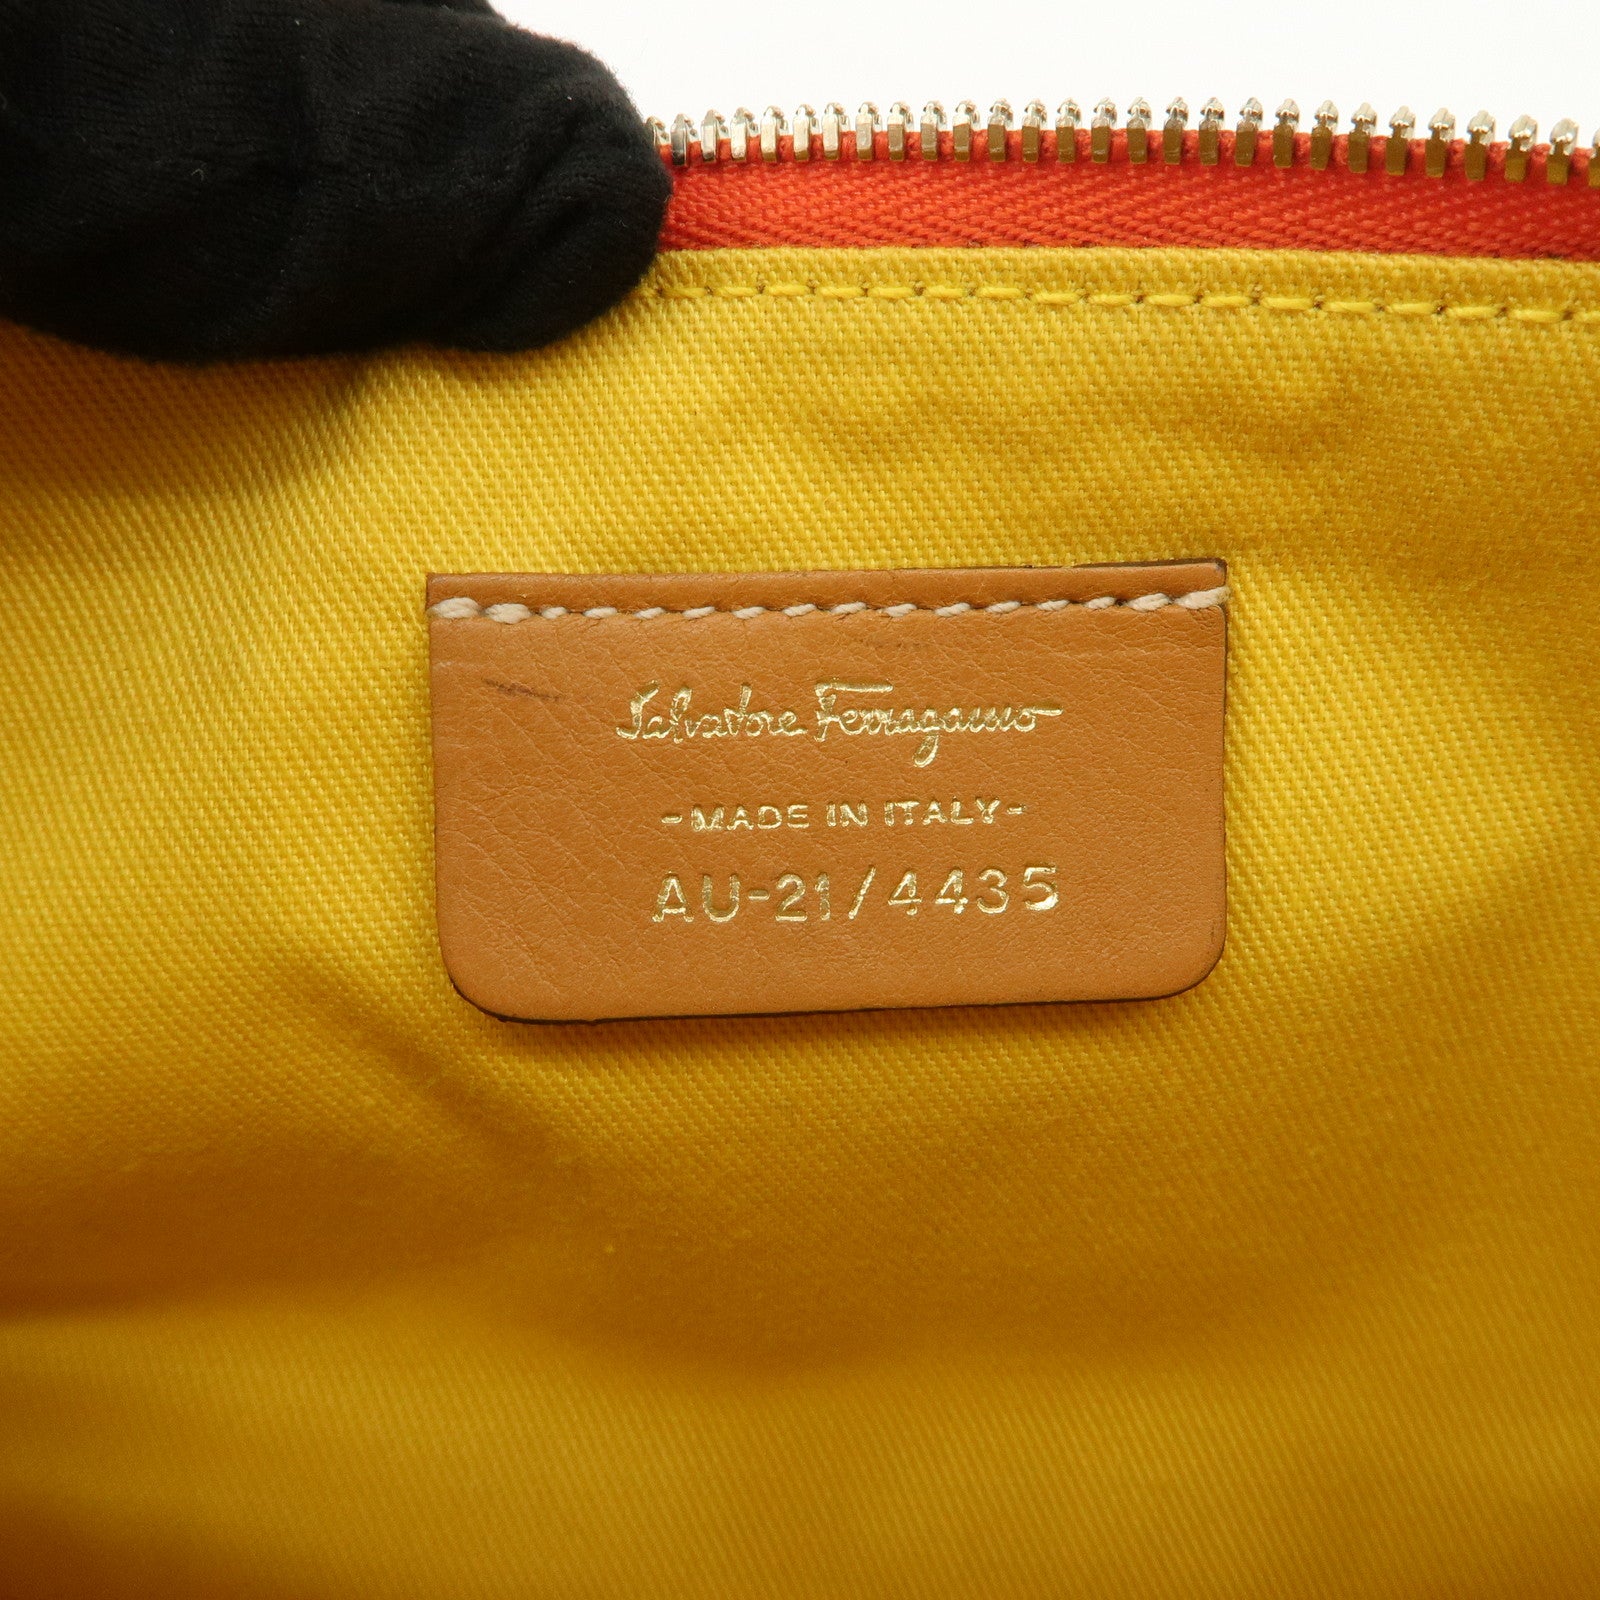 Salvatore Ferragamo
-MADE IN ITALY-
AU-21/4435